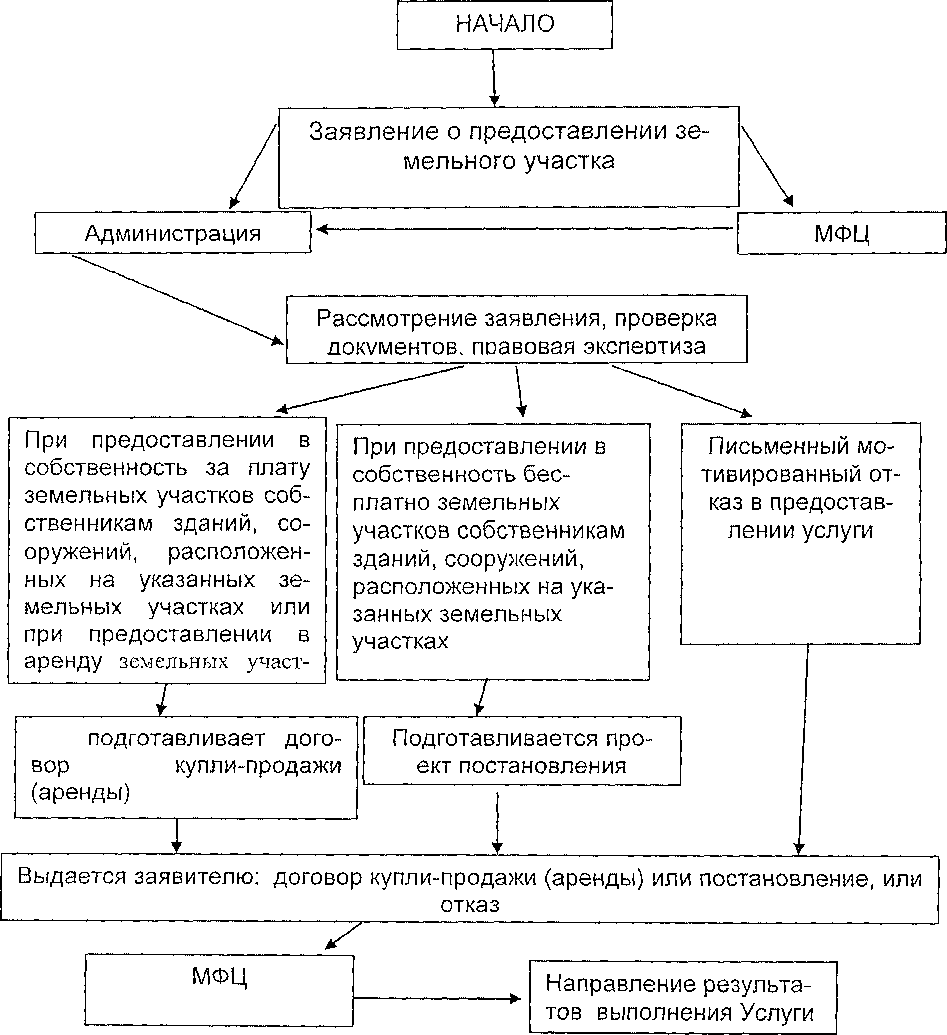 НАЧАЛО
Заявление о предоставлении зе-
мельного участка
Администрация
МФЦ
Рассмотрение заявления, проверка
документов, правовая экспертиза
При предоставлении в
собственность за плату
земельных участков соб-
ственникам зданий, со-
оружений, расположен-
ных на указанных зе-
мельных участках или
при предоставлении в
аренду земельных участ-
При предоставлении в
собственность бес-
платно земельных
участков собственникам
зданий, сооружений,
расположенных на ука-
занных земельных
участках
Письменный мо-
тивированный от-
каз в предостав-
лении услуги
подготавливает дого-
вор купли-продажи
(аренды)
Подготавливается про-
ект постановления
Выдается заявителю: договор купли-продажи (аренды) или постановление, или
отказ
МФЦ
Направление результа-
тов выполнения Услуги